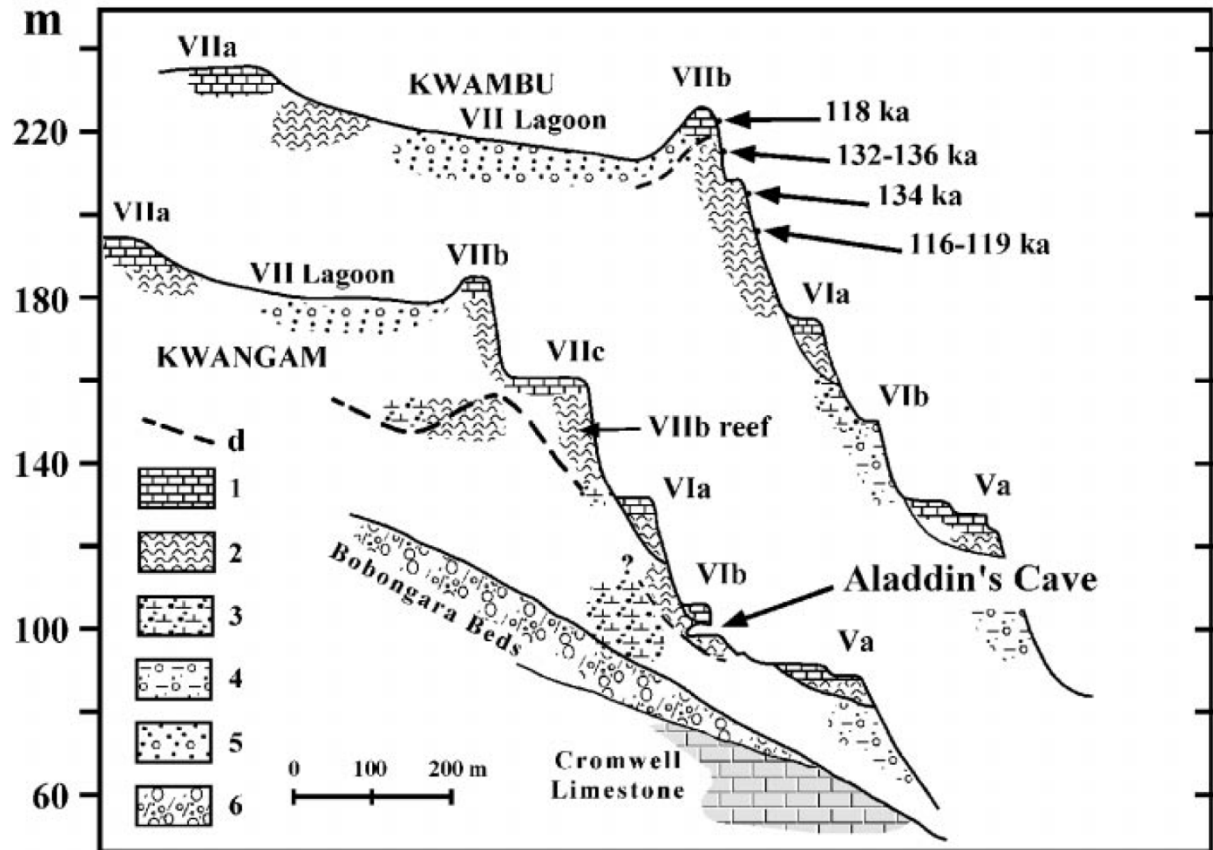 m
VIIa
KWAMBU
VIIb
VII Lagoon
118 ka
220
132-136 ka
134 ka
VIIa
116-119 ka
VIIb
VII Lagoon
180
VIa
KWANGAM
VIIc
VIb
d
VIIb reef
140
1
VIa
Va
2
?
VIb
Bobongara Beds
Aladdin's Cave
3
100
Va
4
5
0 100 200 m
Cromwell
Limestone
60
6